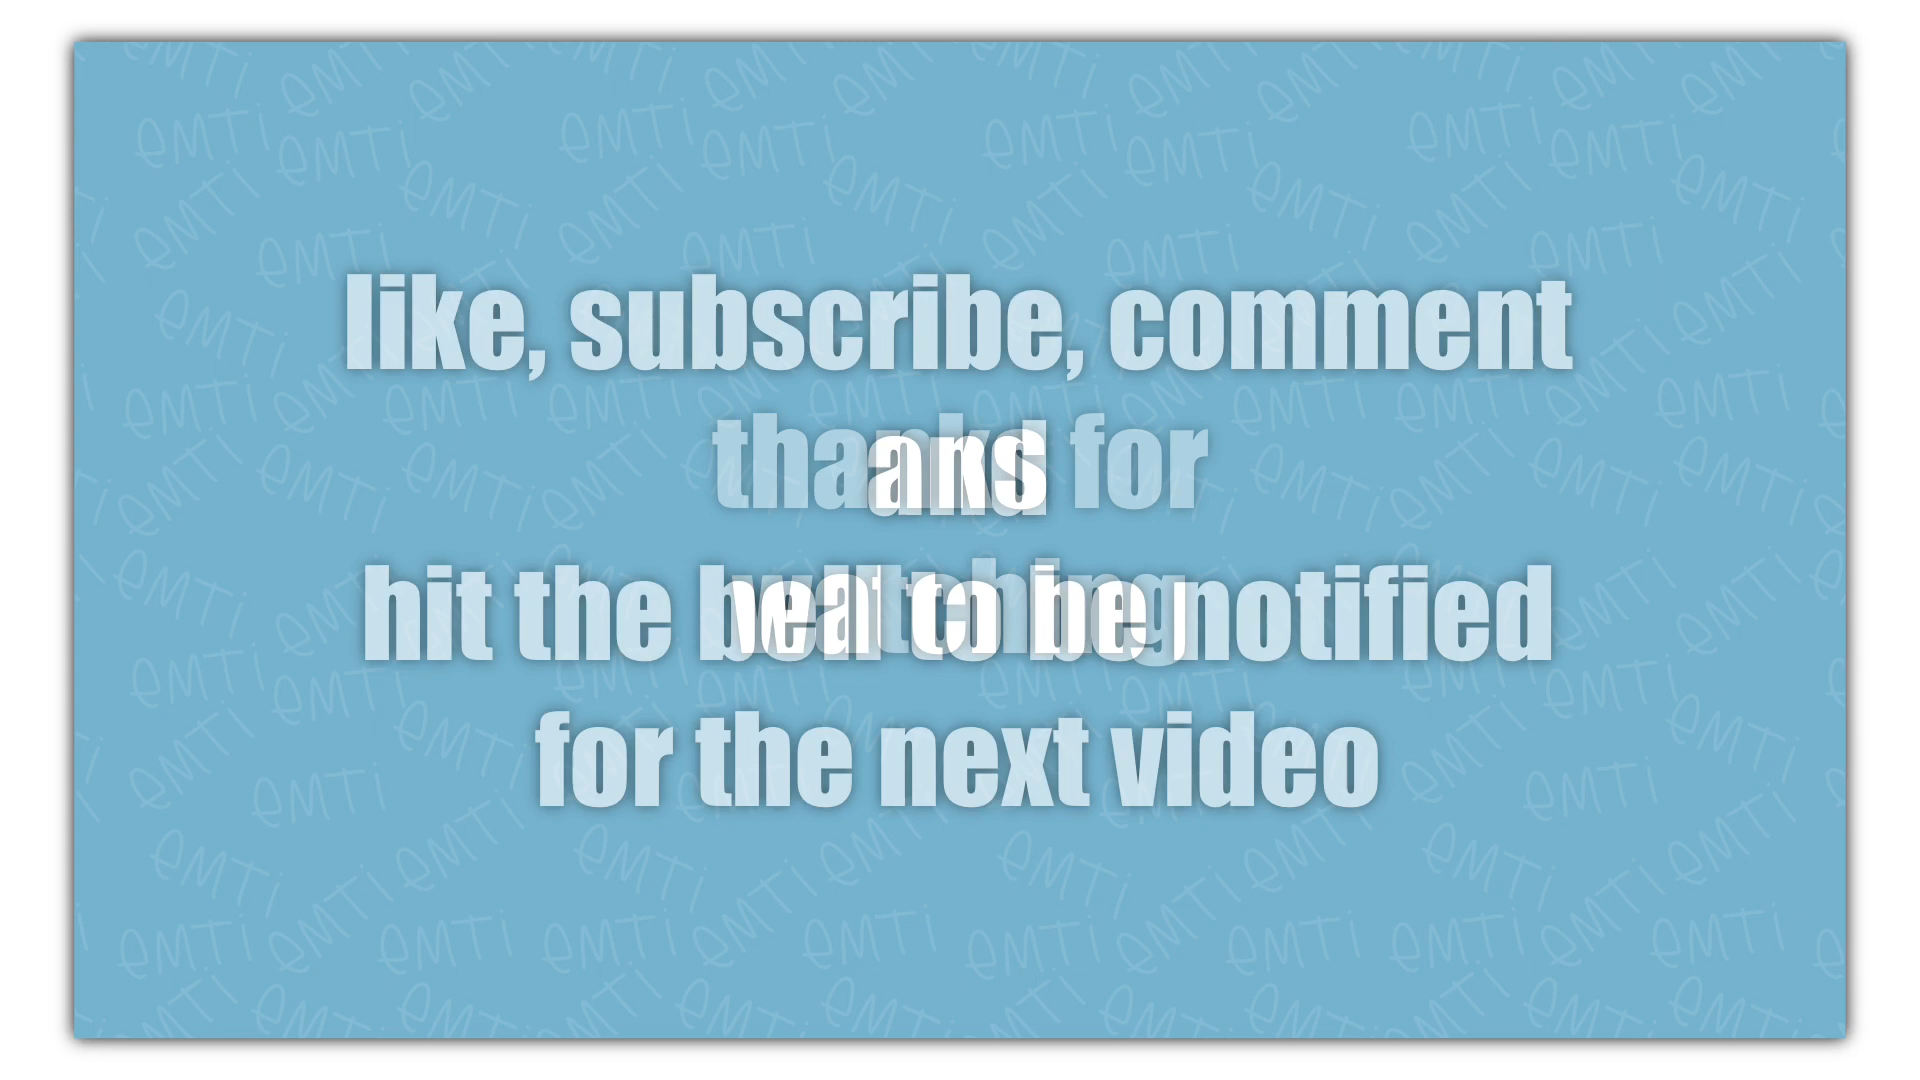 like, subscribe, comment
and
hit the bell to be notified
for the next video
thanks for
watching